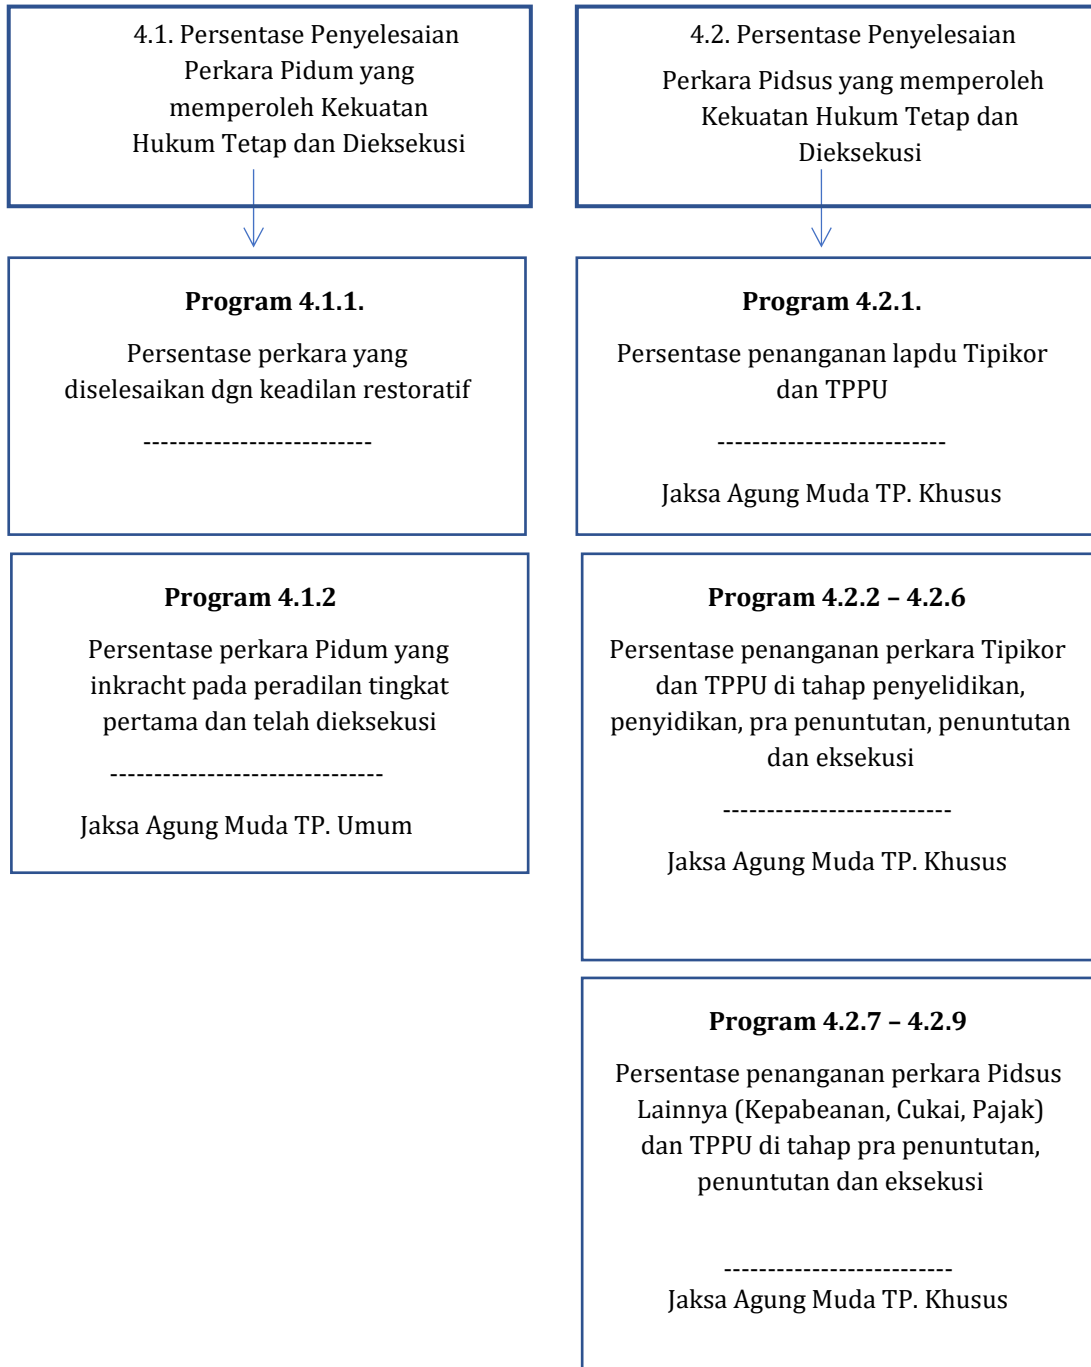 4.1. Persentase Penyelesaian
Perkara Pidum yang
memperoleh Kekuatan
Hukum Tetap dan Dieksekusi
Program 4.1.1.
Persentase perkara yang
diselesaikan dgn keadilan restoratif
--------------------------
Program 4.1.2
Persentase perkara Pidum yang
inkracht pada peradilan tingkat
pertama dan telah dieksekusi
-------------------------------
Jaksa Agung Muda TP. Umum
4.2. Persentase Penyelesaian
Perkara Pidsus yang memperoleh
Kekuatan Hukum Tetap dan
Dieksekusi
Program 4.2.1.
Persentase penanganan lapdu Tipikor
dan TPPU
--------------------------
Jaksa Agung Muda TP. Khusus
Program 4.2.2 – 4.2.6
Persentase penanganan perkara Tipikor
dan TPPU di tahap penyelidikan,
penyidikan, pra penuntutan, penuntutan
dan eksekusi
--------------------------
Jaksa Agung Muda TP. Khusus
Program 4.2.7 – 4.2.9
Persentase penanganan perkara Pidsus
Lainnya (Kepabeanan, Cukai, Pajak)
dan TPPU di tahap pra penuntutan,
penuntutan dan eksekusi
--------------------------
Jaksa Agung Muda TP. Khusus